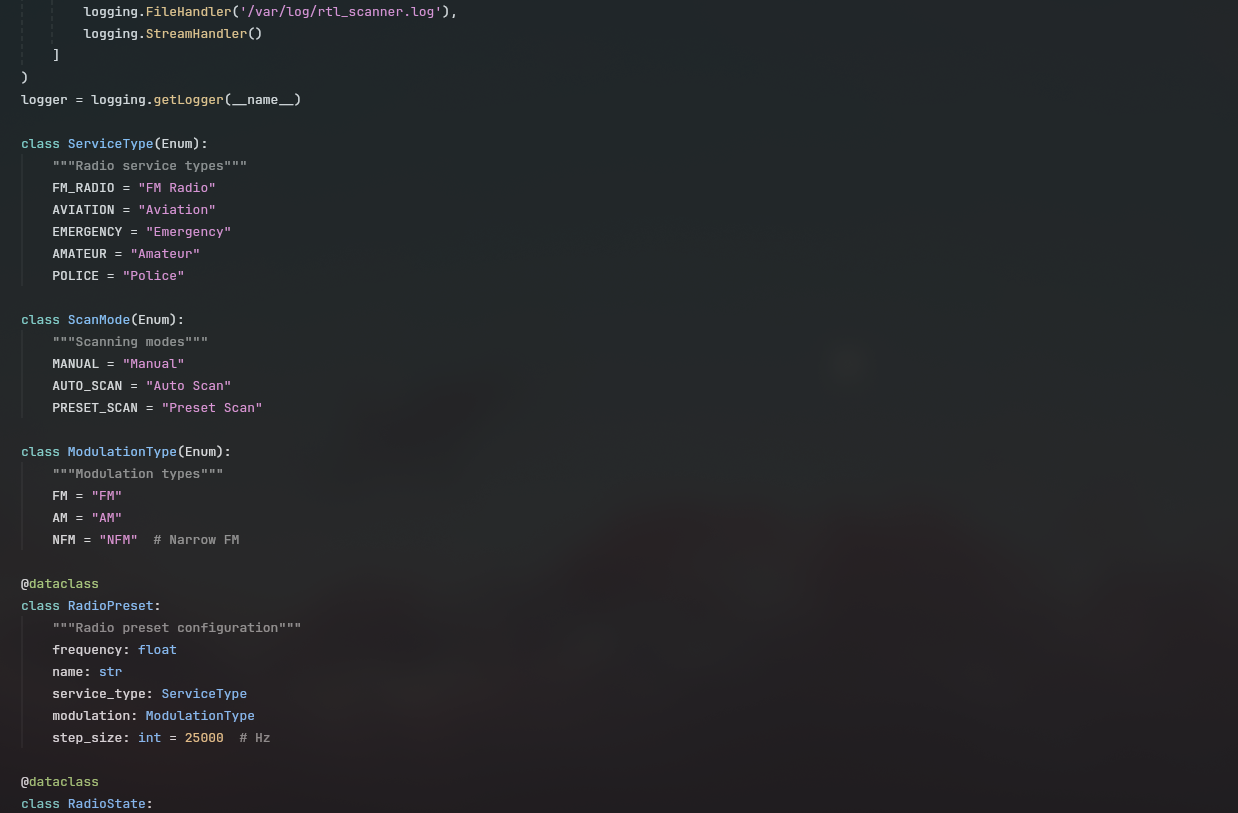 logging.FileHandler('/var/log/rtl_scanner.log'),
        logging.StreamHandler()
    ]
)
logger = logging.getLogger(__name__)

class ServiceType(Enum):
    """Radio service types"""
    FM_RADIO = "FM Radio"
    AVIATION = "Aviation"
    EMERGENCY = "Emergency"
    AMATEUR = "Amateur"
    POLICE = "Police"

class ScanMode(Enum):
    """Scanning modes"""
    MANUAL = "Manual"
    AUTO_SCAN = "Auto Scan"
    PRESET_SCAN = "Preset Scan"

class ModulationType(Enum):
    """Modulation types"""
    FM = "FM"
    AM = "AM"
    NFM = "NFM"  # Narrow FM

@dataclass
class RadioPreset:
    """Radio preset configuration"""
    frequency: float
    name: str
    service_type: ServiceType
    modulation: ModulationType
    step_size: int = 25000  # Hz

@dataclass
class RadioState: